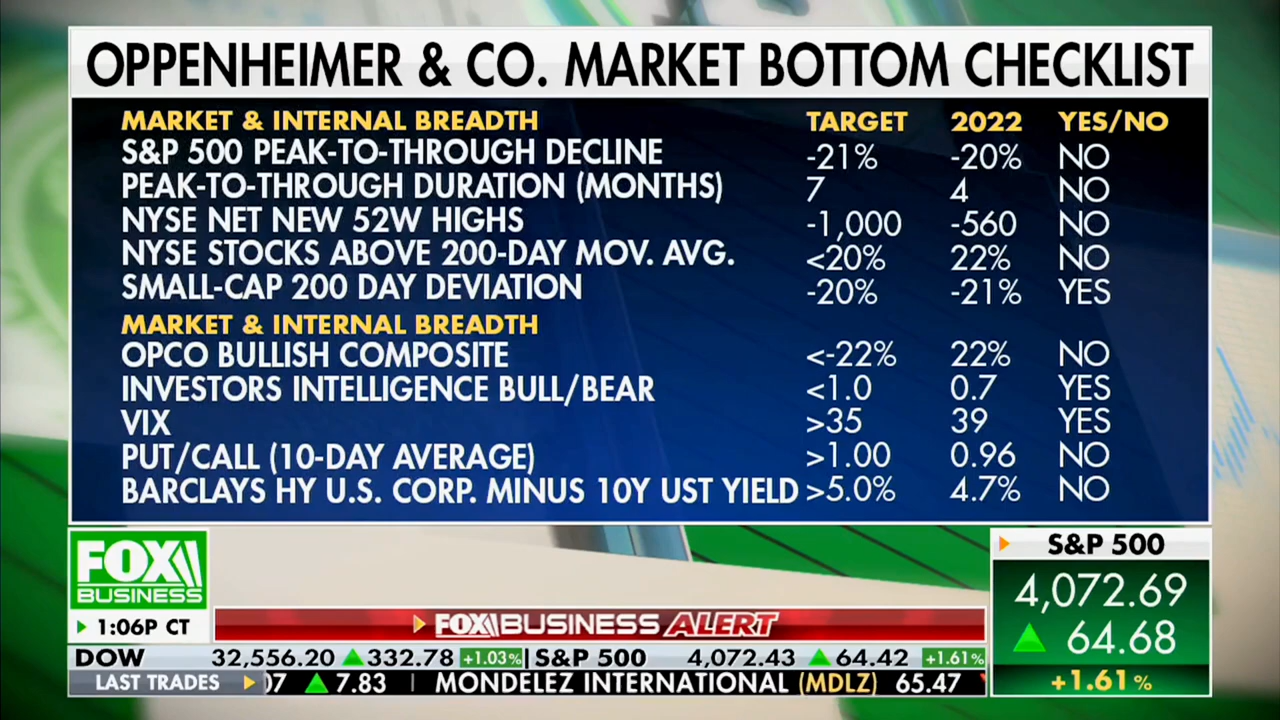 OPPENHEIMER & CO. MARKET BOTTOM CHECKLIST
MARKET & INTERNAL BREADTH TARGET 2022 YES/NO
S&P 500 PEAK-TO-THROUGH DECLINE -21% -20% NO
PEAK-TO-THROUGH DURATION (MONTHS) 7 4 NO
NYSE NET NEW 52W HIGHS -1,000 -560 NO
NYSE STOCKS ABOVE 200-DAY MOV. AVG. <20% 22% NO
SMALL-CAP 200 DAY DEVIATION -20% -21% YES
MARKET & INTERNAL BREADTH
OPCO BULLISH COMPOSITE <-22% 22% NO
INVESTORS INTELLIGENCE BULL/BEAR <1.0 0.7 YES
VIX >35 39 YES
PUT/CALL (10-DAY AVERAGE) >1.00 0.96 NO
BARCLAYS HY U.S. CORP. MINUS 10Y UST YIELD >5.0% 4.7% NO
FOX
BUSINESS
1:06P CT
FOX BUSINESS ALERT
S&P 500
4,072.69
64.68
+1.61%
DOW 32,556.20 332.78 +1.03% S&P 500 4,072.43 64.42 +1.61%
LAST TRADES 07 7.83 MONDELEZ INTERNATIONAL (MDLZ) 65.47